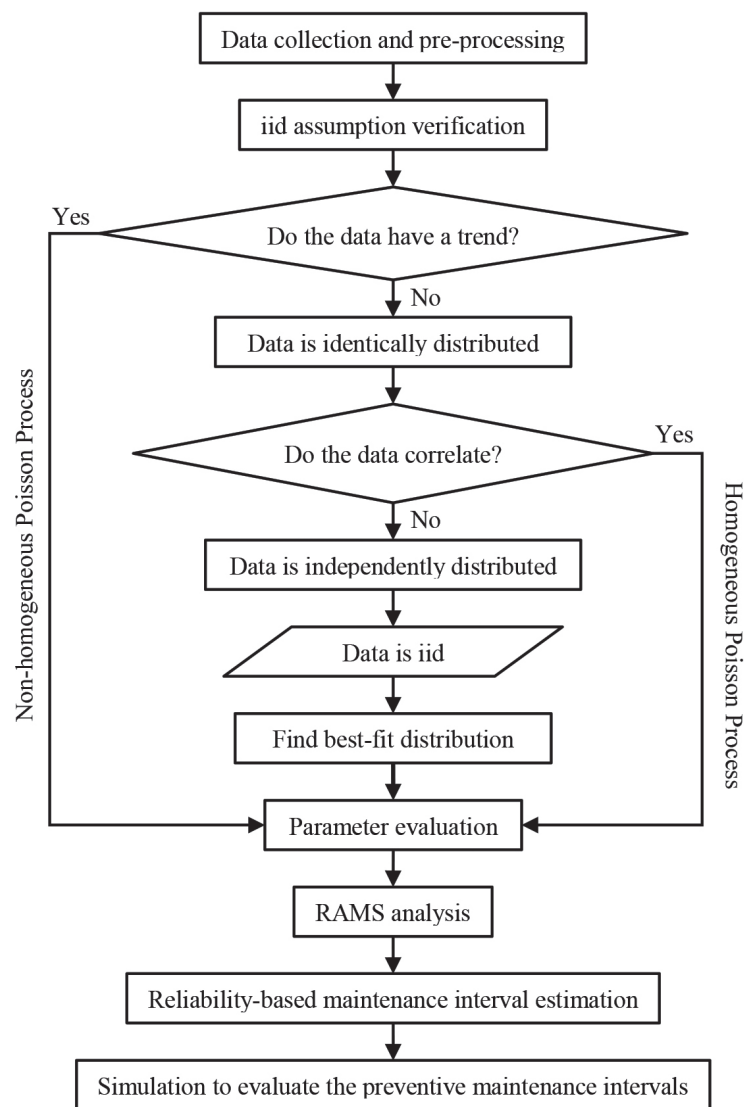 Data collection and pre-processing
iid assumption verification
Yes
Do the data have a trend?
No
Data is identically distributed
Yes
Do the data correlate?
No
Data is independently distributed
Data is iid
Find best-fit distribution
Non-homogeneous Poisson Process
Homogeneous Poisson Process
Parameter evaluation
RAMS analysis
Reliability-based maintenance interval estimation
Simulation to evaluate the preventive maintenance intervals